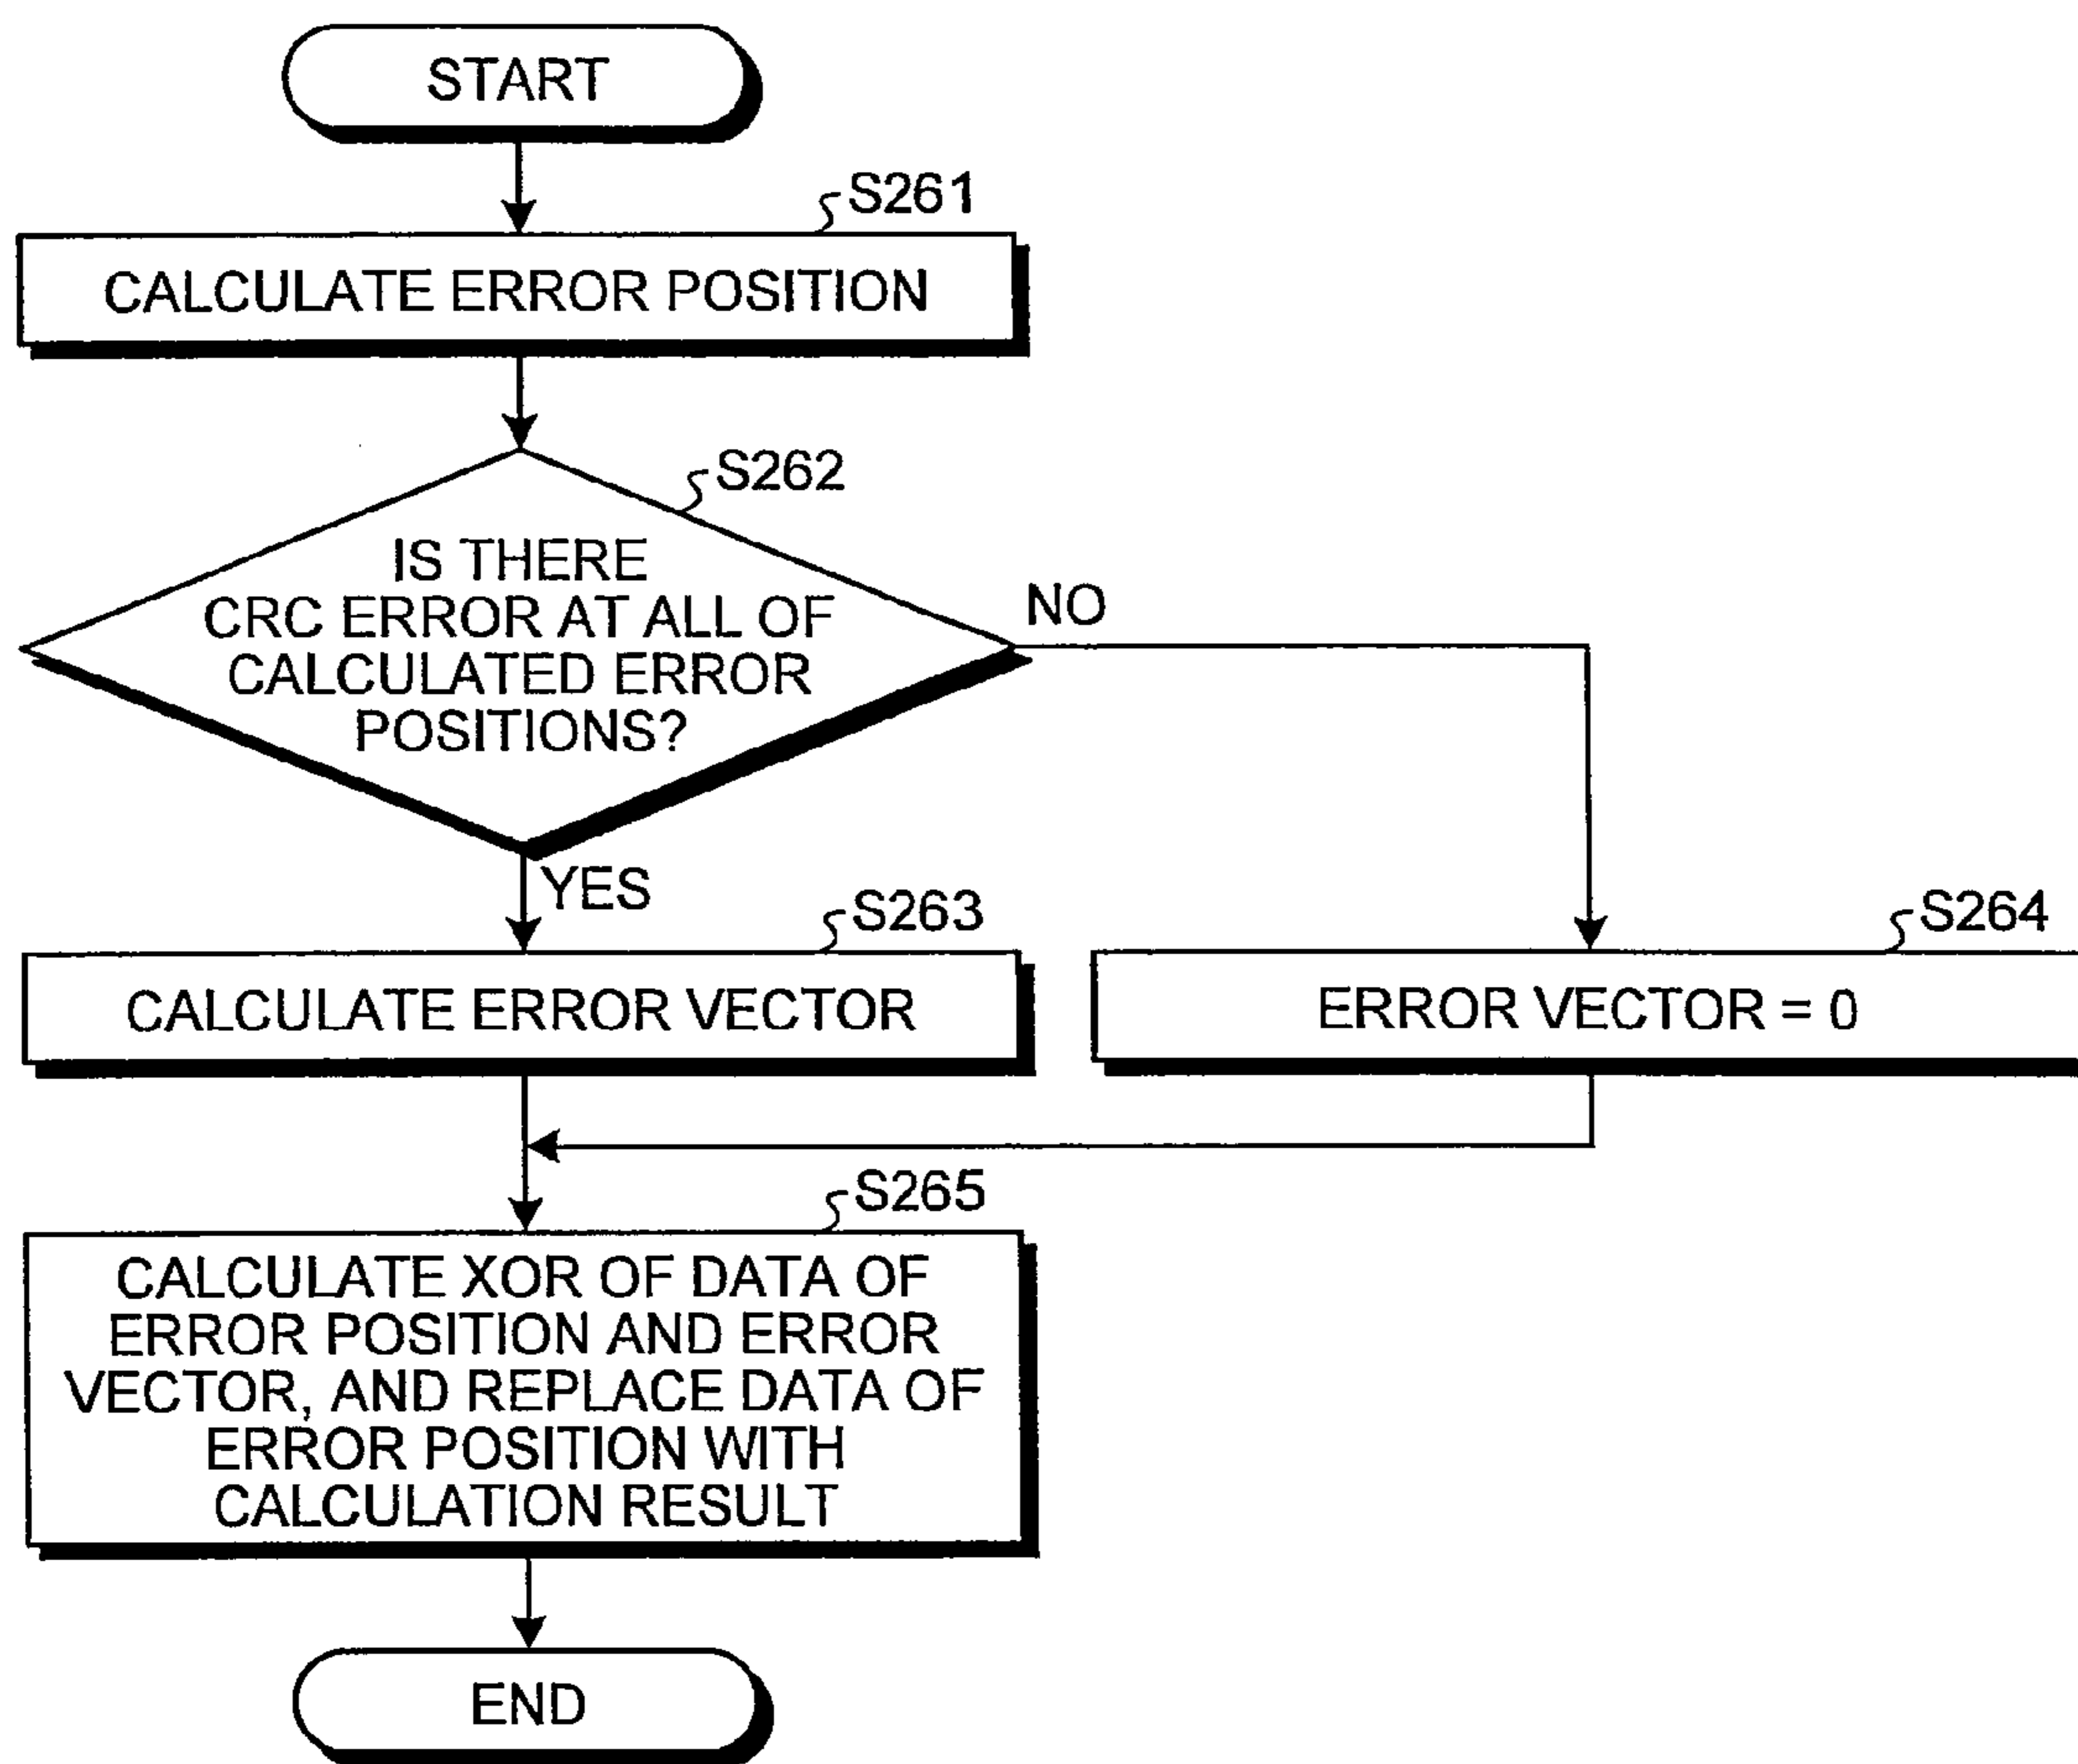 START
S261
CALCULATE ERROR POSITION
S262
IS THERE
CRC ERROR AT ALL OF
CALCULATED ERROR
POSITIONS?
NO
YES
S263
CALCULATE ERROR VECTOR
S264
ERROR VECTOR = 0
S265
CALCULATE XOR OF DATA OF
ERROR POSITION AND ERROR
VECTOR, AND REPLACE DATA OF
ERROR POSITION WITH
CALCULATION RESULT
END